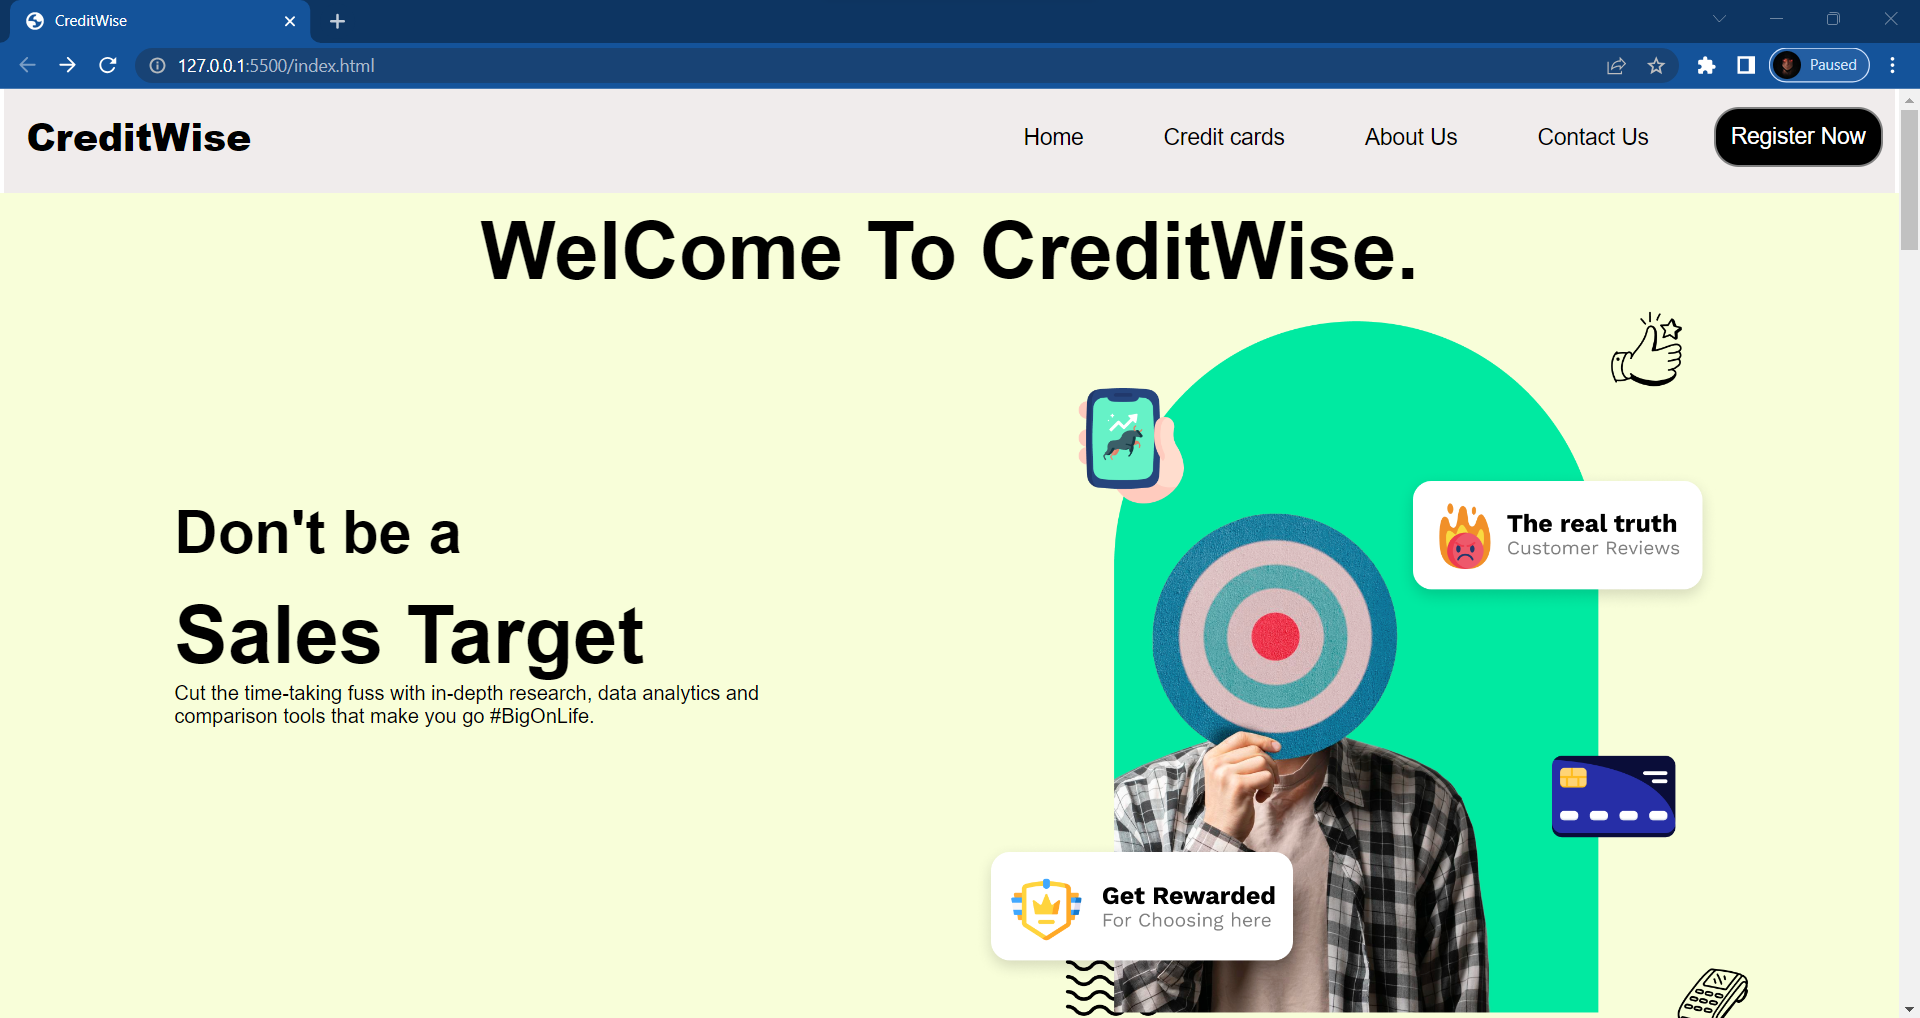 CreditWise
127.0.0.1:5500/index.html
Paused
CreditWise
Home
Credit cards
About Us
Contact Us
Register Now
WelCome To CreditWise.
Don't be a
Sales Target
Cut the time-taking fuss with in-depth research, data analytics and
comparison tools that make you go #BigOnLife.
The real truth
Customer Reviews
Get Rewarded
For Choosing here